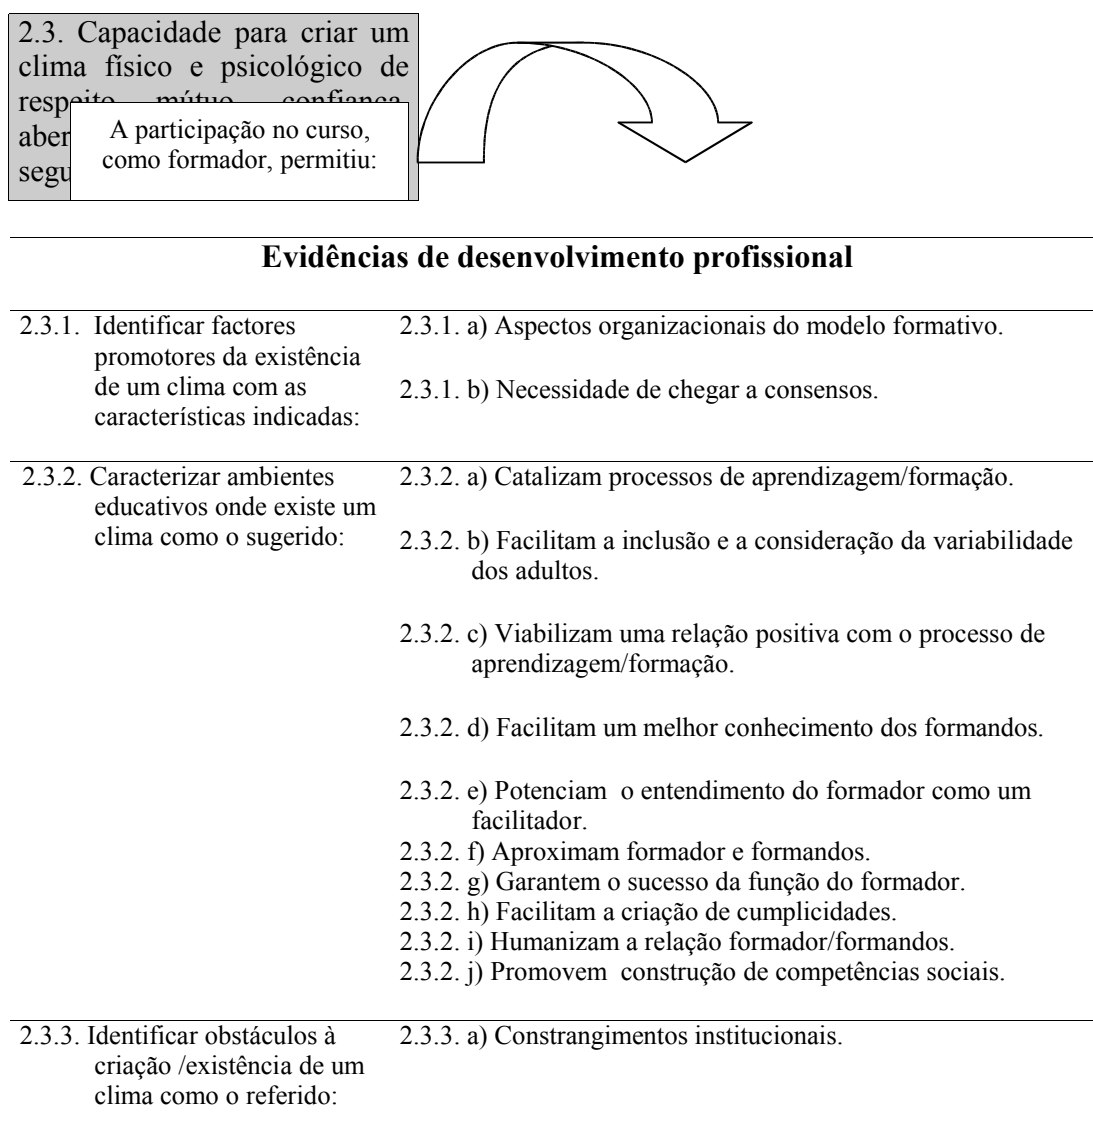 2.3. Capacidade para criar um
clima físico e psicológico de
respeito mútuo, confiança,
A participação no curso,
como formador, permitiu:
Evidências de desenvolvimento profissional
2.3.1. Identificar factores
promotores da existência
de um clima com as
características indicadas:
2.3.1. a) Aspectos organizacionais do modelo formativo.
2.3.1. b) Necessidade de chegar a consensos.
2.3.2. Caracterizar ambientes
educativos onde existe um
clima como o sugerido:
2.3.2. a) Catalizam processos de aprendizagem/formação.
2.3.2. b) Facilitam a inclusão e a consideração da variabilidade
dos adultos.
2.3.2. c) Viabilizam uma relação positiva com o processo de
aprendizagem/formação.
2.3.2. d) Facilitam um melhor conhecimento dos formandos.
2.3.2. e) Potenciam o entendimento do formador como um
facilitador.
2.3.2. f) Aproximam formador e formandos.
2.3.2. g) Garantem o sucesso da função do formador.
2.3.2. h) Facilitam a criação de cumplicidades.
2.3.2. i) Humanizam a relação formador/formandos.
2.3.2. j) Promovem construção de competências sociais.
2.3.3. Identificar obstáculos à
criação /existência de um
clima como o referido:
2.3.3. a) Constrangimentos institucionais.